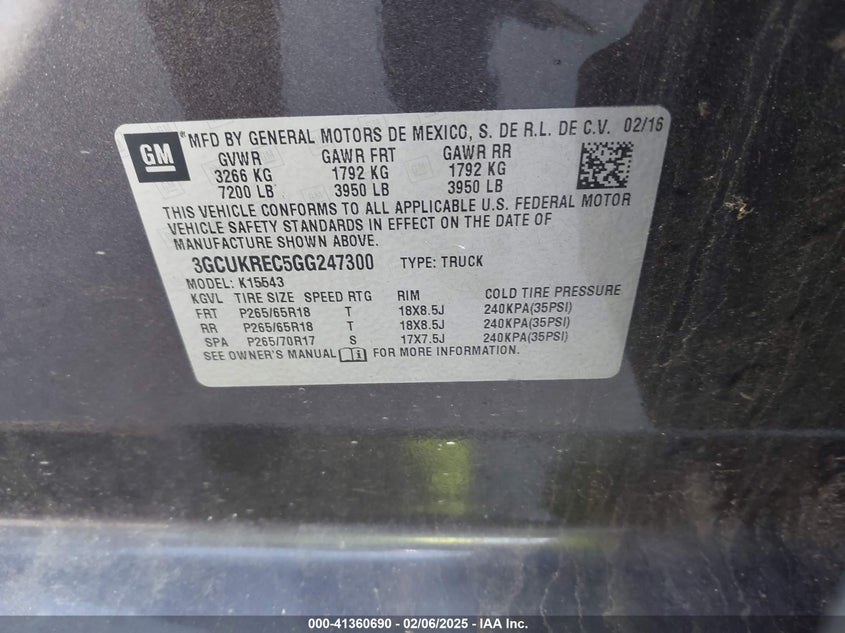 GM
MFD BY GENERAL MOTORS DE MEXICO, S. DE R.L. DE C.V. 02/16
GVWR GAWR FRT GAWR RR
3266 KG 1792 KG 1792 KG
7200 LB 3950 LB 3950 LB
THIS VEHICLE CONFORMS TO ALL APPLICABLE U.S. FEDERAL MOTOR
VEHICLE SAFETY STANDARDS IN EFFECT ON THE DATE OF
MANUFACTURE SHOWN ABOVE.
3GCUKREC5GG247300 TYPE: TRUCK
MODEL: K15543
KGVL TIRE SIZE SPEED RTG RIM COLD TIRE PRESSURE
FRT P265/65R18 T 18X8.5J 240KPA(35PSI)
RR P265/65R18 T 18X8.5J 240KPA(35PSI)
SPA P265/70R17 S 17X7.5J 240KPA(35PSI)
SEE OWNER'S MANUAL FOR MORE INFORMATION.
000-41360690 - 02/06/2025 - IAA Inc.